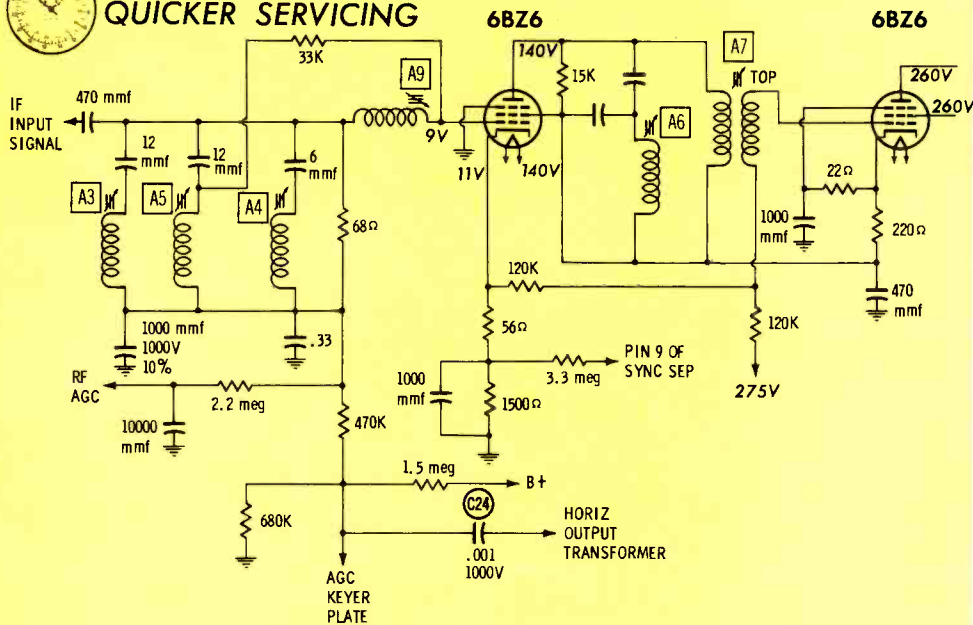 QUICKER SERVICING
6BZ6
6BZ6
33K
A9
140V
15K
A7
TOP
260V
260V
IF
INPUT
SIGNAL
470 mmf
9V
A6
12
mmf
12
mmf
6
mmf
11V
140V
22Ω
A3
A5
A4
68Ω
1000
mmf
220Ω
120K
470
mmf
1000 mmf
1000V
10%
.33
56Ω
120K
RF
AGC
2.2 meg
1000
mmf
3.3 meg
PIN 9 OF
SYNC SEP
1500Ω
275V
10000
mmf
470K
1.5 meg
B+
680K
C24
.001
1000V
HORIZ
OUTPUT
TRANSFORMER
AGC
KEYER
PLATE